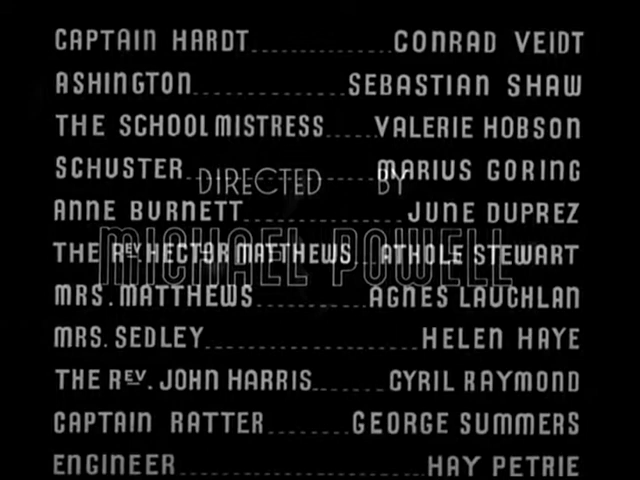 CAPTAIN HARDT..............CONRAD VEIDT
ASHINGTON................SEBASTIAN SHAW
THE SCHOOLMISTRESS.....VALERIE HOBSON
SCHUSTER....................MARIUS GORING
DIRECTED BY
ANNE BURNETT................JUNE DUPREZ
THE REV HECTOR MATTHEWS...ATHOLE STEWART
MICHAEL POWELL
MRS. MATTHEWS............AGNES LAUCHLAN
MRS. SEDLEY......................HELEN HAYE
THE REV. JOHN HARRIS.......CYRIL RAYMOND
CAPTAIN RATTER.........GEORGE SUMMERS
ENGINEER.........................HAY PETRIE